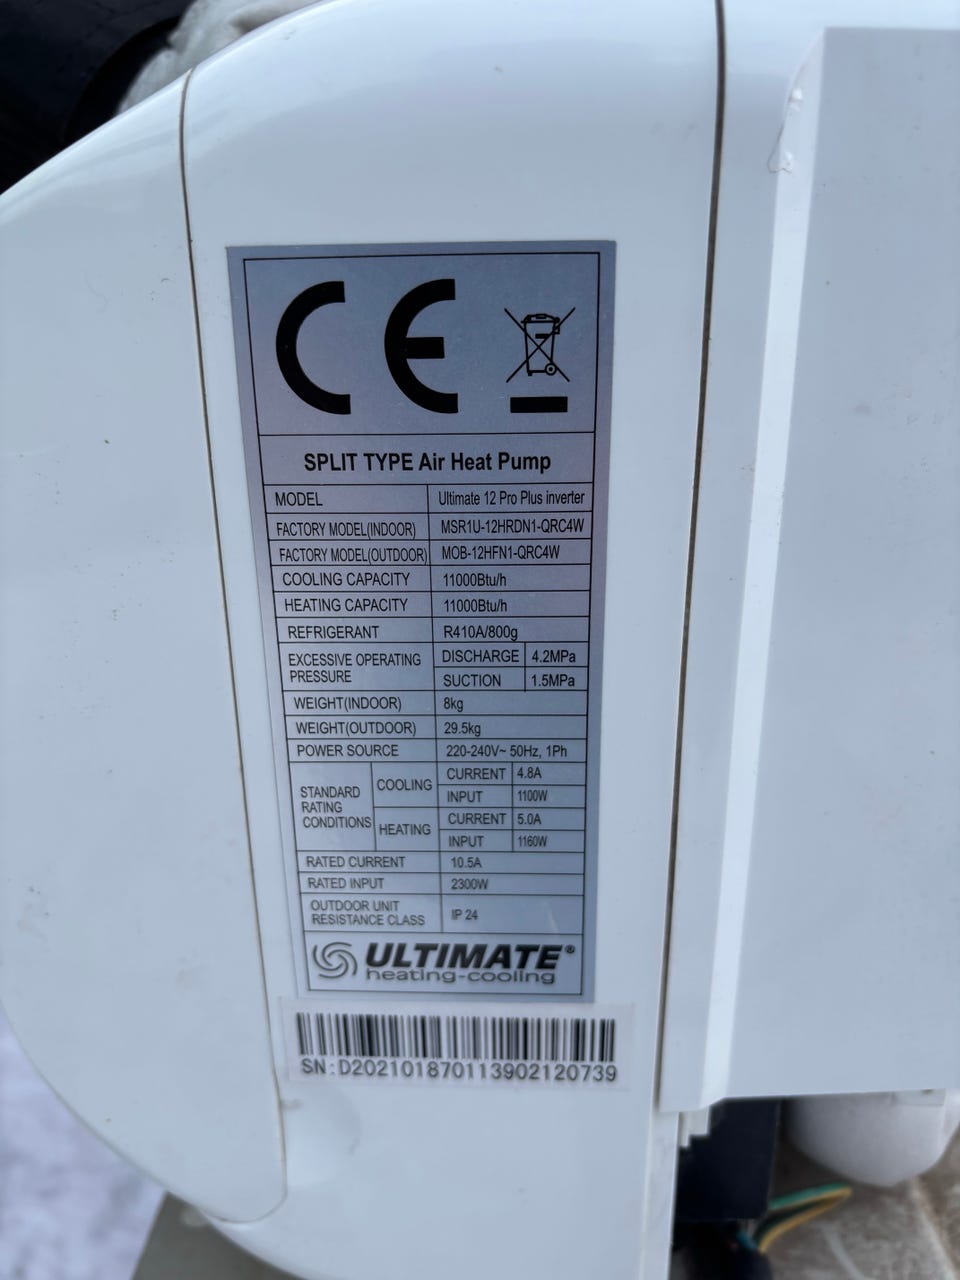 CE
SPLIT TYPE Air Heat Pump
MODEL Ultimate 12 Pro Plus inverter
FACTORY MODEL(INDOOR) MSR1U-12HRDN1-QRC4W
FACTORY MODEL(OUTDOOR) MOB-12HFN1-QRC4W
COOLING CAPACITY 11000Btu/h
HEATING CAPACITY 11000Btu/h
REFRIGERANT R410A/800g
EXCESSIVE OPERATING PRESSURE DISCHARGE 4.2MPa
SUCTION 1.5MPa
WEIGHT(INDOOR) 8kg
WEIGHT(OUTDOOR) 29.5kg
POWER SOURCE 220-240V~ 50Hz, 1Ph
STANDARD RATING CONDITIONS COOLING CURRENT 4.8A
INPUT 1100W
HEATING CURRENT 5.0A
INPUT 1160W
RATED CURRENT 10.5A
RATED INPUT 2300W
OUTDOOR UNIT RESISTANCE CLASS IP 24
ULTIMATE®
heating-cooling
SN:D2021018701139021​20739